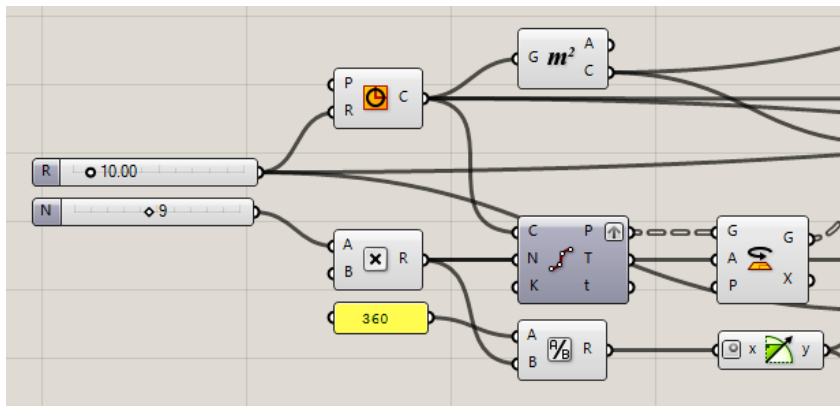 G m² A
C
P
R C
R 10.00
N 9
A
B × R
C P
N T
K t
G G
A
P X
360
A
B A/B R
x y